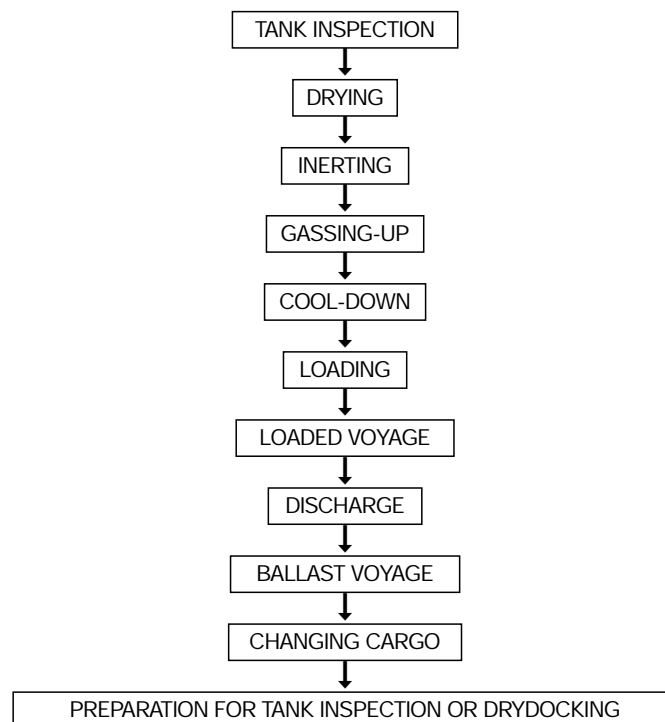 TANK INSPECTION
DRYING
INERTING
GASSING-UP
COOL-DOWN
LOADING
LOADED VOYAGE
DISCHARGE
BALLAST VOYAGE
CHANGING CARGO
PREPARATION FOR TANK INSPECTION OR DRYDOCKING